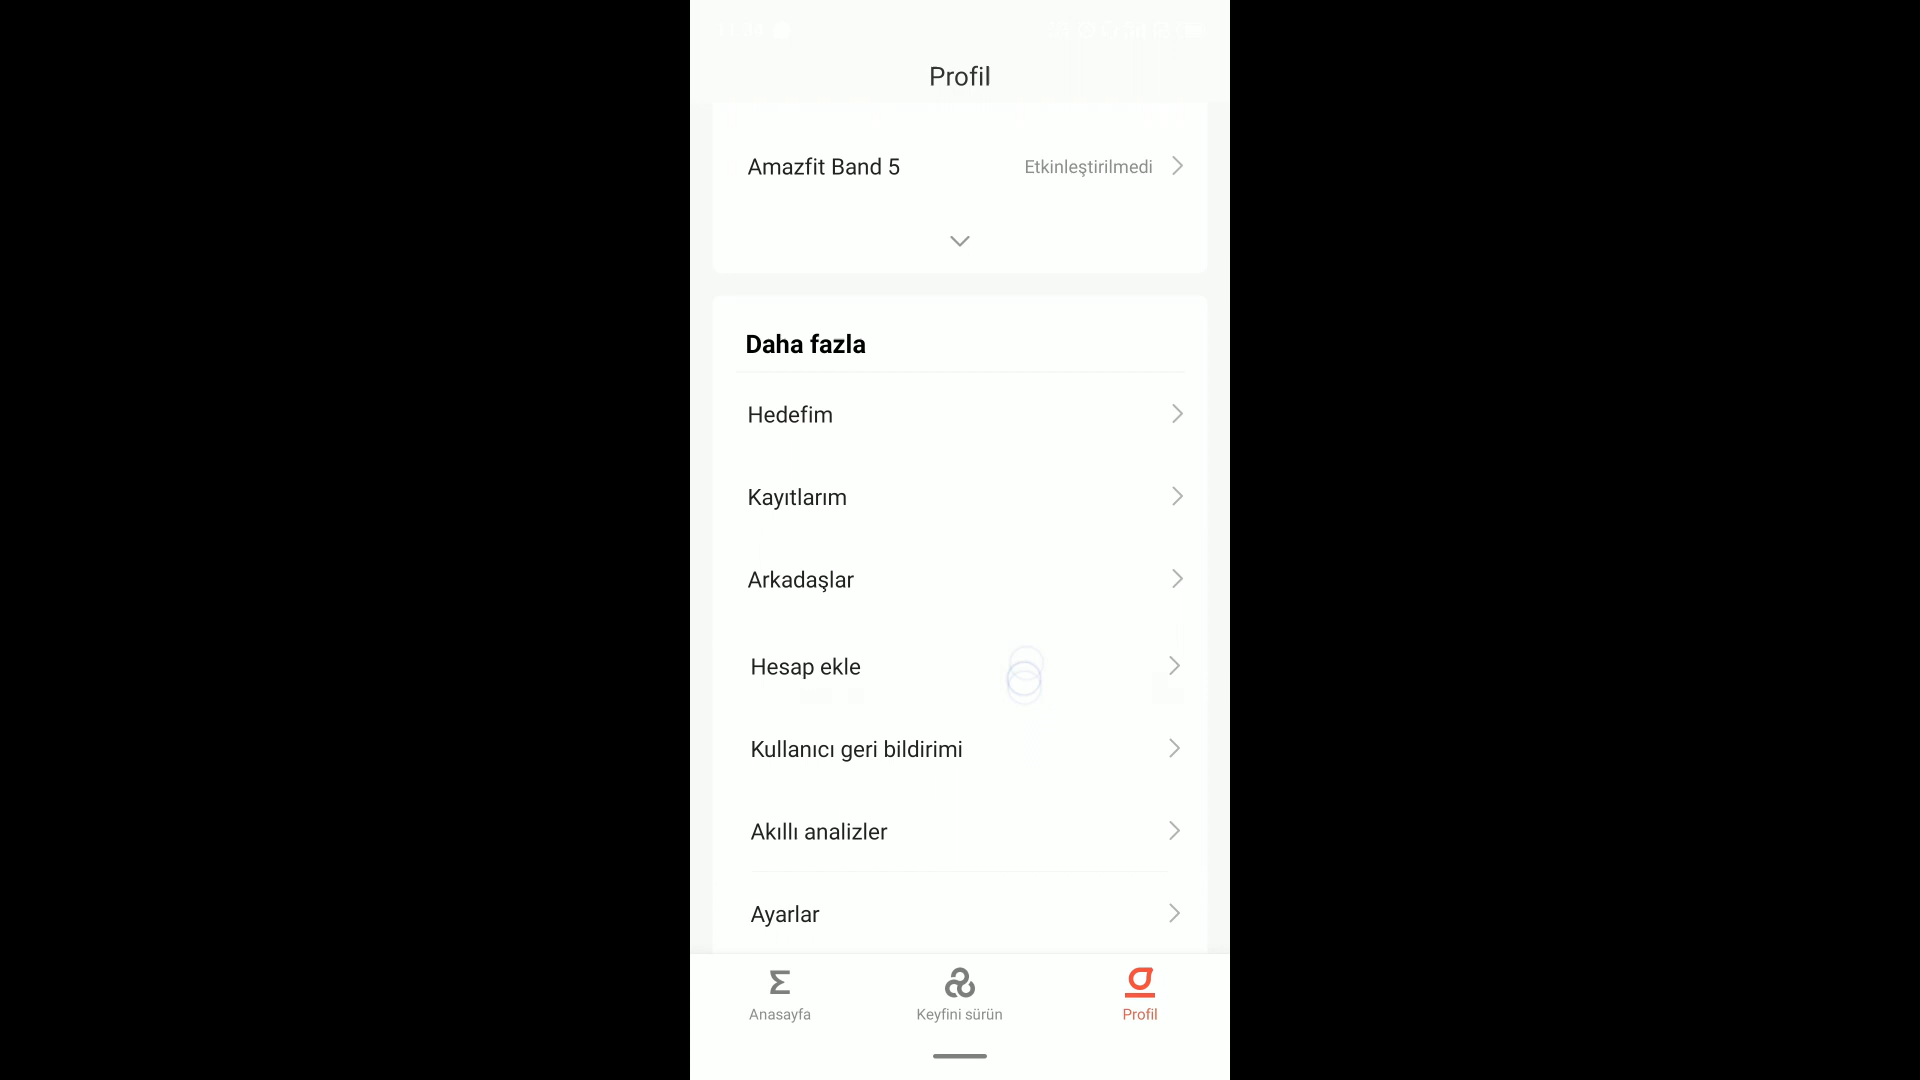 Profil
Amazfit Band 5 Etkinleştirilmedi
Daha fazla
Hedefim
Kayıtlarım
Arkadaşlar
Hesap ekle
Kullanıcı geri bildirimi
Akıllı analizler
Ayarlar
Anasayfa Keyfini sürün Profil